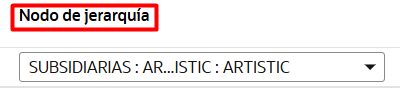 Nodo de jerarquía
SUBSIDIARIAS : AR...ISTIC : ARTISTIC